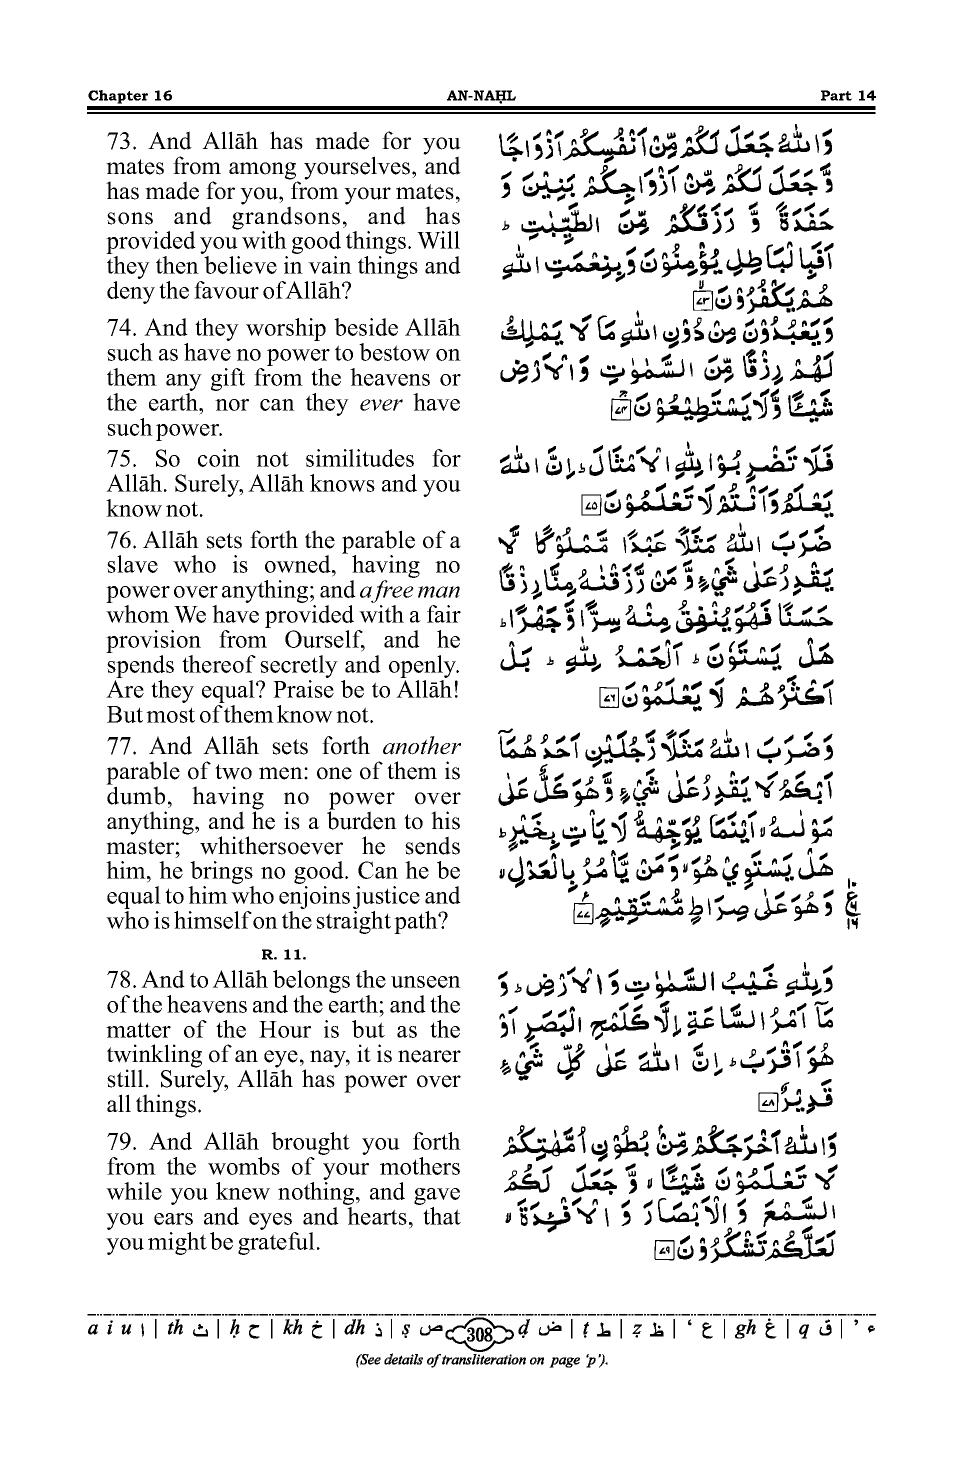 Chapter 16 AN-NAḤL Part 14
73. And Allāh has made for you
mates from among yourselves, and
has made for you, from your mates,
sons and grandsons, and has
provided you with good things. Will
they then believe in vain things and
deny the favour of Allāh?
74. And they worship beside Allāh
such as have no power to bestow on
them any gift from the heavens or
the earth, nor can they ever have
such power.
75. So coin not similitudes for
Allāh. Surely, Allāh knows and you
know not.
76. Allāh sets forth the parable of a
slave who is owned, having no
power over anything; and a free man
whom We have provided with a fair
provision from Ourself, and he
spends thereof secretly and openly.
Are they equal? Praise be to Allāh!
But most of them know not.
77. And Allāh sets forth another
parable of two men: one of them is
dumb, having no power over
anything, and he is a burden to his
master; whithersoever he sends
him, he brings no good. Can he be
equal to him who enjoins justice and
who is himself on the straight path?
R. 11.
78. And to Allāh belongs the unseen
of the heavens and the earth; and the
matter of the Hour is but as the
twinkling of an eye, nay, it is nearer
still. Surely, Allāh has power over
all things.
79. And Allāh brought you forth
from the wombs of your mothers
while you knew nothing, and gave
you ears and eyes and hearts, that
you might be grateful.
وَاللّٰهُ جَعَلَ لَكُمْ مِّنْ اَنْفُسِكُمْ اَزْوَاجًا
وَّ جَعَلَ لَكُمْ مِّنْ اَزْوَاجِكُمْ بَنِيْنَ وَ
حَفَدَةً وَّ رَزَقَكُمْ مِّنَ الطَّيِّبٰتِ ؕ
اَفَبِالْبَاطِلِ يُؤْمِنُوْنَ وَبِنِعْمَتِ اللّٰهِ
هُمْ يَكْفُرُوْنَ ۙ۷۳
وَيَعْبُدُوْنَ مِنْ دُوْنِ اللّٰهِ مَا لَا يَمْلِكُ
لَهُمْ رِزْقًا مِّنَ السَّمٰوٰتِ وَالْاَرْضِ
شَيْـًٔا وَّلَا يَسْتَطِيْعُوْنَ ۚ۷۴
فَلَا تَضْرِبُوْا لِلّٰهِ الْاَمْثَالَ ؕ اِنَّ اللّٰهَ
يَعْلَمُ وَاَنْتُمْ لَا تَعْلَمُوْنَ ۷۵
ضَرَبَ اللّٰهُ مَثَلًا عَبْدًا مَّمْلُوْكًا لَّا
يَقْدِرُ عَلٰى شَيْءٍ وَّ مَنْ رَّزَقْنٰهُ مِنَّا رِزْقًا
حَسَنًا فَهُوَ يُنْفِقُ مِنْهُ سِرًّا وَّ جَهْرًا ؕ
هَلْ يَسْتَوٗنَ ؕ اَلْحَمْدُ لِلّٰهِ ؕ بَلْ
اَكْثَرُهُمْ لَا يَعْلَمُوْنَ ۷۶
وَضَرَبَ اللّٰهُ مَثَلًا رَّجُلَيْنِ اَحَدُهُمَاۤ
اَبْكَمُ لَا يَقْدِرُ عَلٰى شَيْءٍ وَّهُوَ كَلٌّ عَلٰى
مَوْلٰىهُ ۙ اَيْنَمَا يُوَجِّهْهُّ لَا يَاْتِ بِخَيْرٍ ؕ
هَلْ يَسْتَوِيْ هُوَ ۙ وَمَنْ يَّاْمُرُ بِالْعَدْلِ ۙ
وَهُوَ عَلٰى صِرَاطٍ مُّسْتَقِيْمٍ ۷۷
وَلِلّٰهِ غَيْبُ السَّمٰوٰتِ وَالْاَرْضِ ؕ وَ
مَاۤ اَمْرُ السَّاعَةِ اِلَّا كَلَمْحِ الْبَصَرِ اَوْ
هُوَ اَقْرَبُ ؕ اِنَّ اللّٰهَ عَلٰى كُلِّ شَيْءٍ
قَدِيْرٌ ۷۸
وَاللّٰهُ اَخْرَجَكُمْ مِّنْۢ بُطُوْنِ اُمَّهٰتِكُمْ
لَا تَعْلَمُوْنَ شَيْـًٔا ۙ وَّ جَعَلَ لَكُمُ
السَّمْعَ وَ الْاَبْصَارَ وَ الْاَفْـِٕدَةَ ۙ
لَعَلَّكُمْ تَشْكُرُوْنَ ۷۹
a i u ا | th ث | ḥ ح | kh خ | dh ذ | ṣ ص 308 ḍ ض | ṭ ط | ẓ ظ | ‘ ع | gh غ | q ق | ’ ء
(See details of transliteration on page ‘p’).